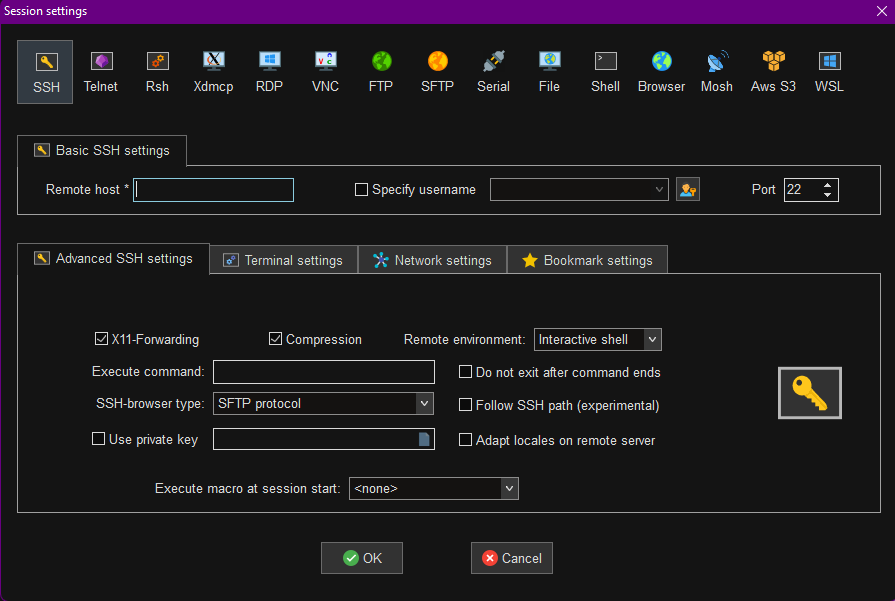 Session settings
SSH Telnet Rsh Xdmcp RDP VNC FTP SFTP Serial File Shell Browser Mosh Aws S3 WSL
Basic SSH settings
Remote host * Specify username Port 22
Advanced SSH settings Terminal settings Network settings Bookmark settings
X11-Forwarding Compression Remote environment: Interactive shell
Execute command: Do not exit after command ends
SSH-browser type: SFTP protocol Follow SSH path (experimental)
Use private key Adapt locales on remote server
Execute macro at session start: <none>
OK Cancel